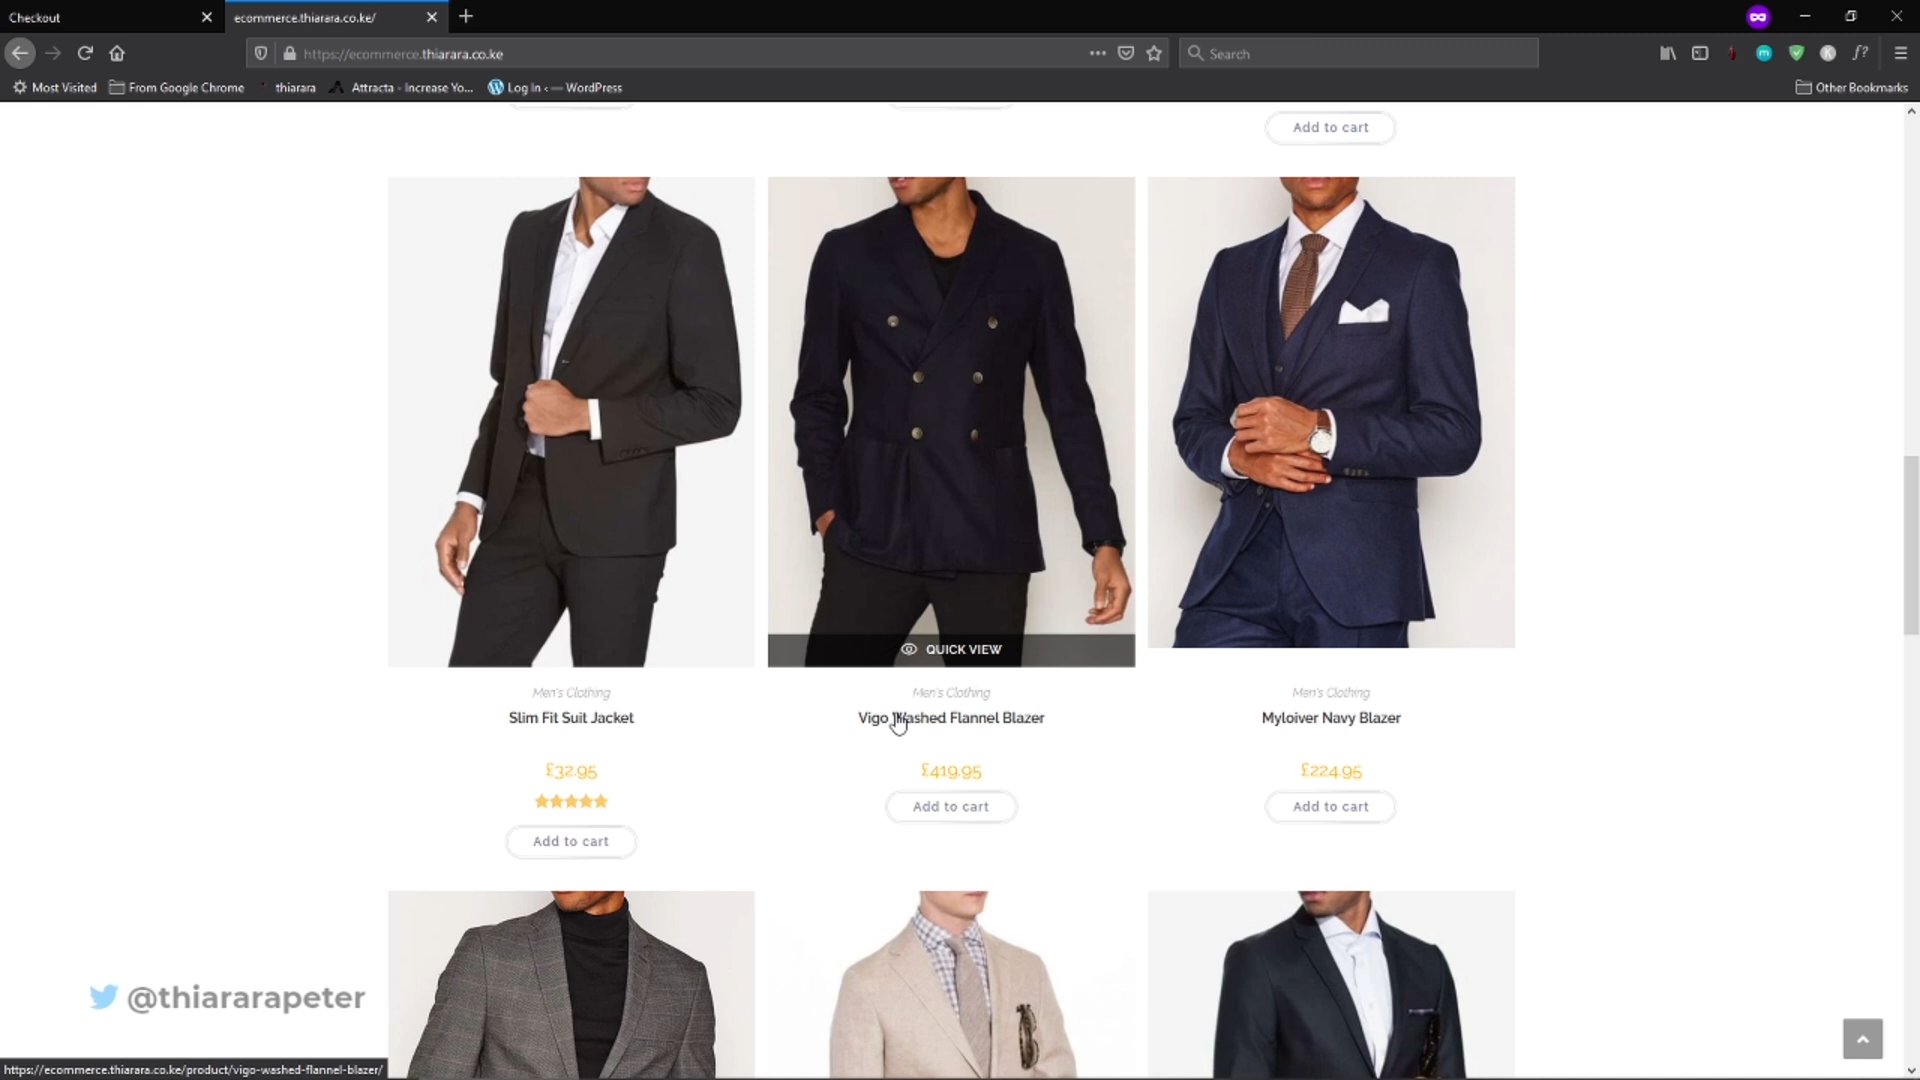 Checkout
ecommerce.thiarara.co.ke/
https://ecommerce.thiarara.co.ke
Search
Most Visited
From Google Chrome
thiarara
Attracta - Increase Yo...
Log In ‹ — WordPress
Other Bookmarks
Add to cart
QUICK VIEW
Men's Clothing
Men's Clothing
Men's Clothing
Slim Fit Suit Jacket
Vigo Washed Flannel Blazer
Myloiver Navy Blazer
£32.95
£419.95
£224.95
Add to cart
Add to cart
Add to cart
@thiararapeter
https://ecommerce.thiarara.co.ke/product/vigo-washed-flannel-blazer/